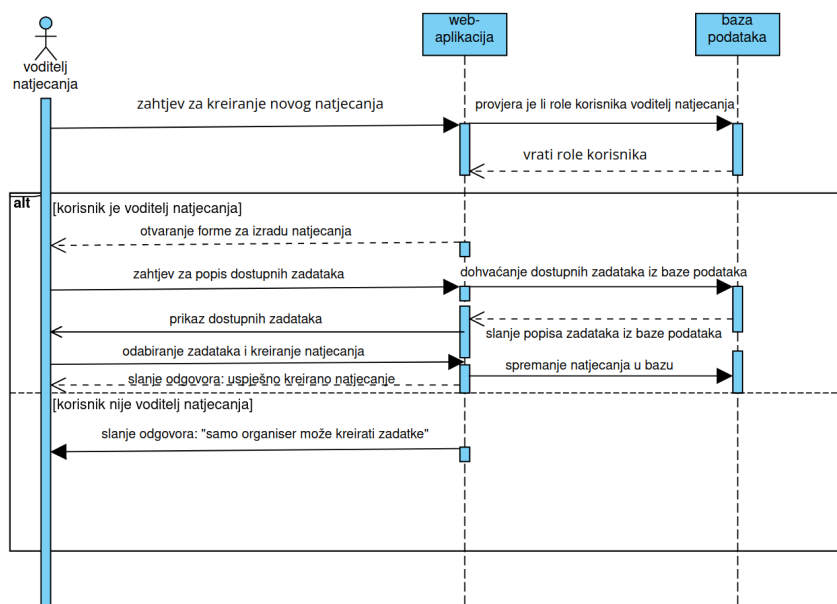 web-
aplikacija
baza
podataka
voditelj
natjecanja
zahtjev za kreiranje novog natjecanja
provjera je li role korisnika voditelj natjecanja
vrati role korisnika
alt
[korisnik je voditelj natjecanja]
otvaranje forme za izradu natjecanja
zahtjev za popis dostupnih zadataka
dohvaćanje dostupnih zadataka iz baze podataka
prikaz dostupnih zadataka
slanje popisa zadataka iz baze podataka
odabiranje zadataka i kreiranje natjecanja
spremanje natjecanja u bazu
slanje odgovora: uspješno kreirano natjecanje
[korisnik nije voditelj natjecanja]
slanje odgovora: "samo organiser može kreirati zadatke"